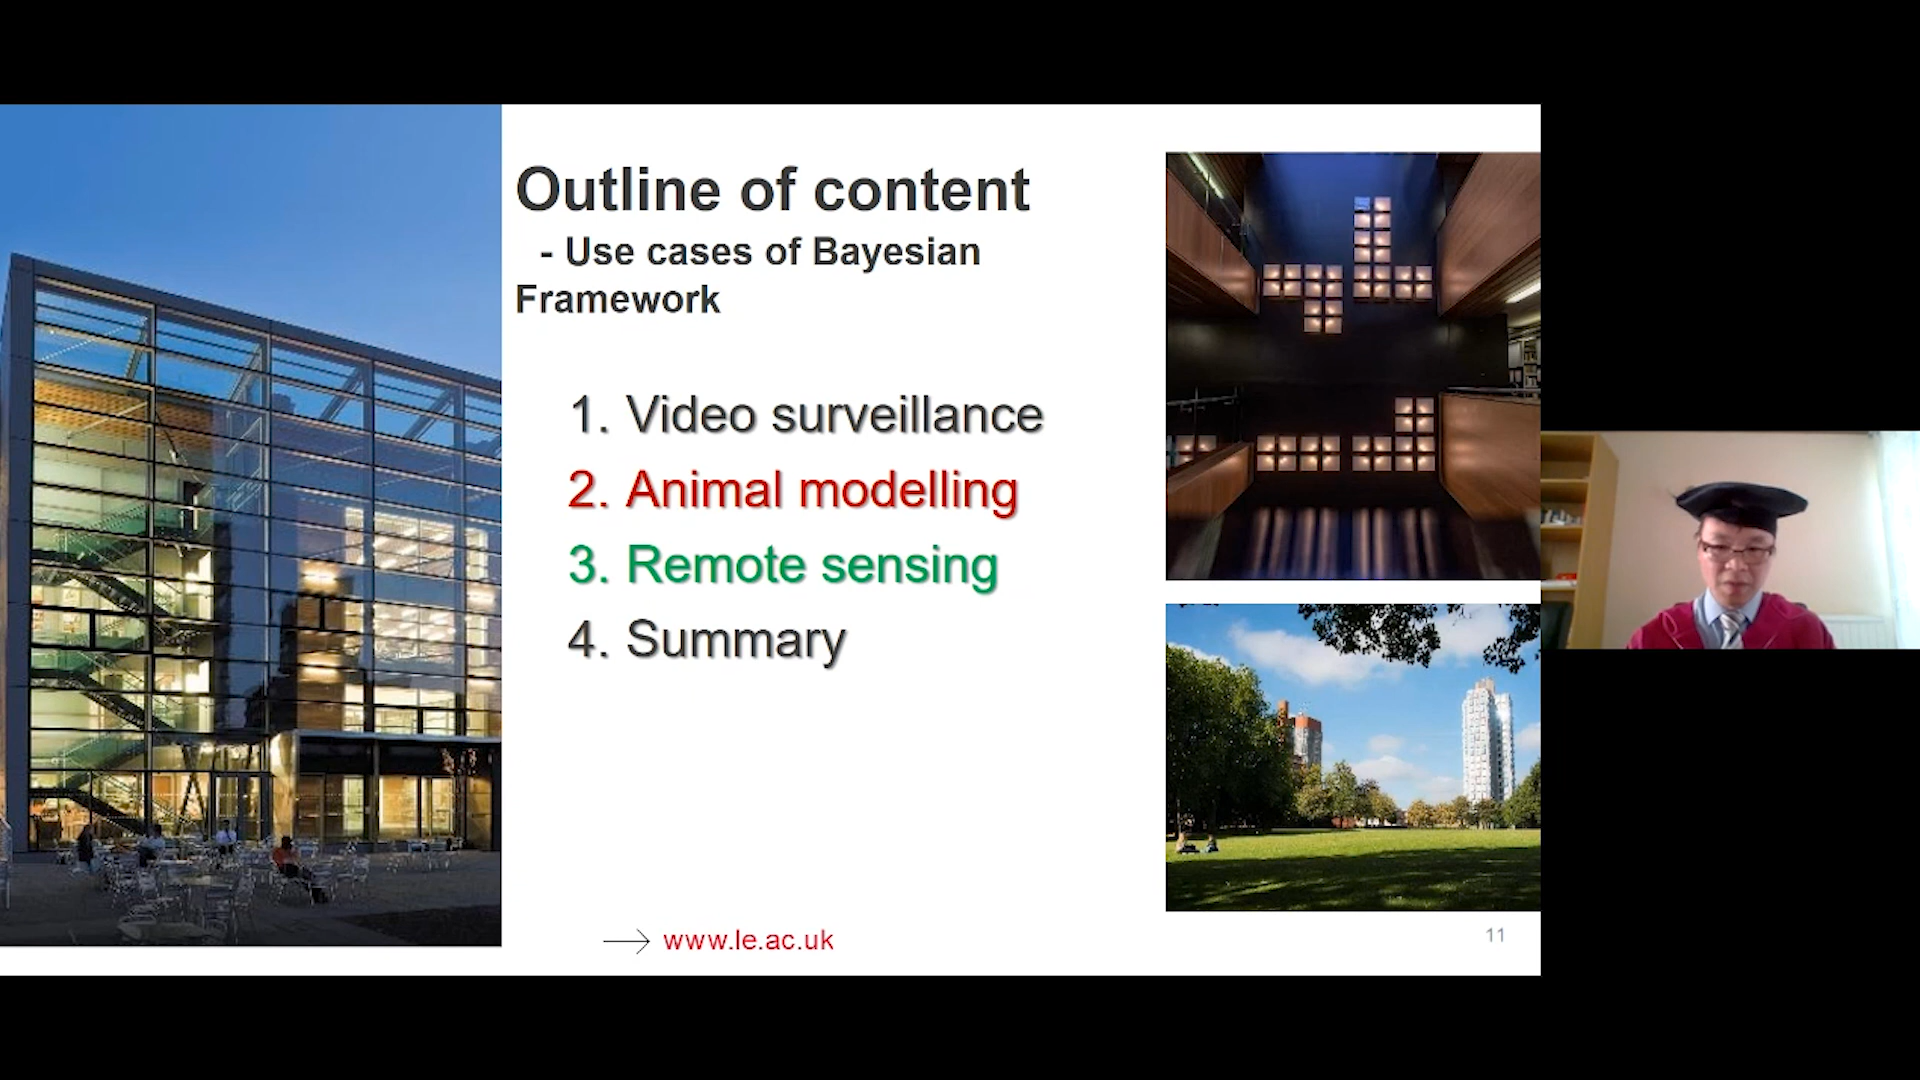 Outline of content
- Use cases of Bayesian
Framework
1. Video surveillance
2. Animal modelling
3. Remote sensing
4. Summary
www.le.ac.uk
11